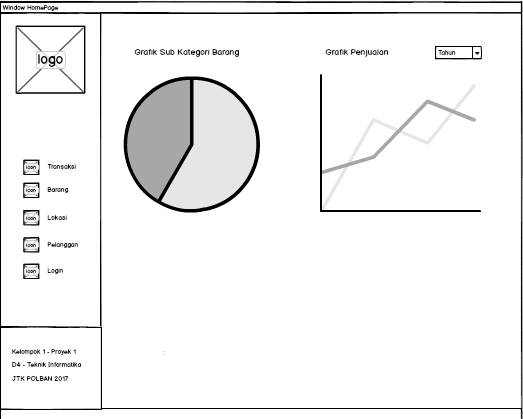 Window HomePage
logo
Grafik Sub Kategori Barang
Grafik Penjualan
Tahun
icon Transaksi
icon Barang
icon Lokasi
icon Pelanggan
icon Login
Kelompok 1 - Proyek 1
D4 - Teknik Informatika
JTK POLBAN 2017
: